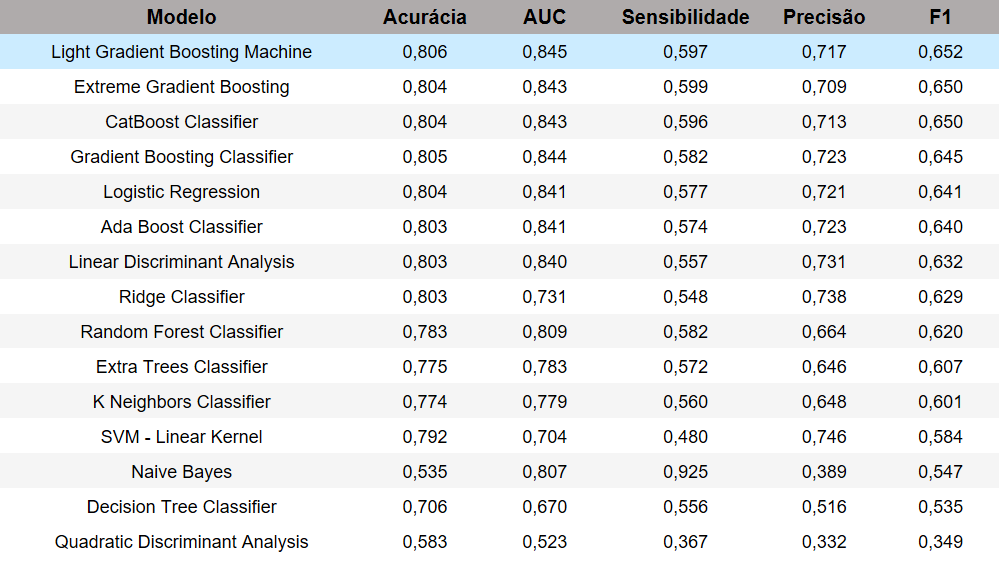 Modelo Acurácia AUC Sensibilidade Precisão F1
Light Gradient Boosting Machine 0,806 0,845 0,597 0,717 0,652
Extreme Gradient Boosting 0,804 0,843 0,599 0,709 0,650
CatBoost Classifier 0,804 0,843 0,596 0,713 0,650
Gradient Boosting Classifier 0,805 0,844 0,582 0,723 0,645
Logistic Regression 0,804 0,841 0,577 0,721 0,641
Ada Boost Classifier 0,803 0,841 0,574 0,723 0,640
Linear Discriminant Analysis 0,803 0,840 0,557 0,731 0,632
Ridge Classifier 0,803 0,731 0,548 0,738 0,629
Random Forest Classifier 0,783 0,809 0,582 0,664 0,620
Extra Trees Classifier 0,775 0,783 0,572 0,646 0,607
K Neighbors Classifier 0,774 0,779 0,560 0,648 0,601
SVM - Linear Kernel 0,792 0,704 0,480 0,746 0,584
Naive Bayes 0,535 0,807 0,925 0,389 0,547
Decision Tree Classifier 0,706 0,670 0,556 0,516 0,535
Quadratic Discriminant Analysis 0,583 0,523 0,367 0,332 0,349